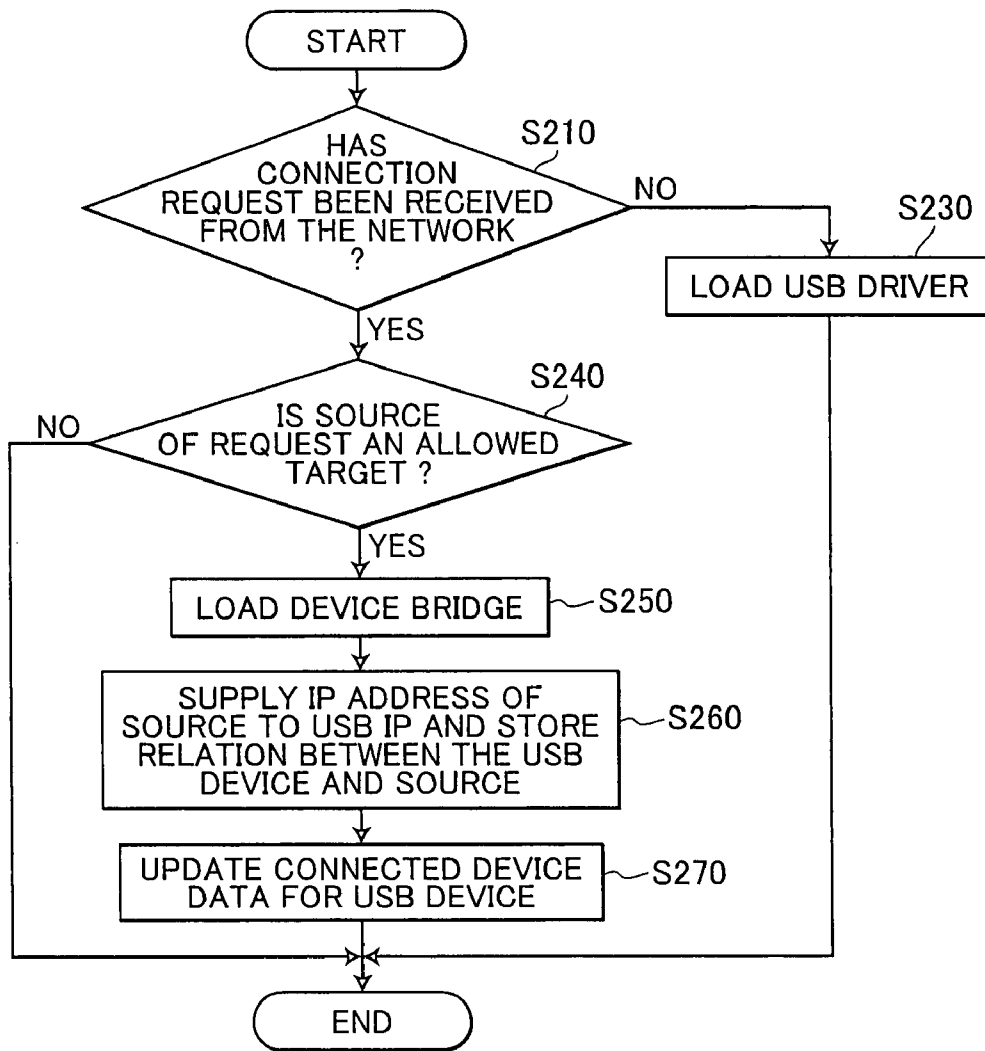 START
HAS
CONNECTION
REQUEST BEEN RECEIVED
FROM THE NETWORK
?
S210
NO
S230
LOAD USB DRIVER
YES
S240
IS SOURCE
OF REQUEST AN ALLOWED
TARGET ?
NO
YES
LOAD DEVICE BRIDGE
S250
SUPPLY IP ADDRESS OF
SOURCE TO USB IP AND STORE
RELATION BETWEEN THE USB
DEVICE AND SOURCE
S260
UPDATE CONNECTED DEVICE
DATA FOR USB DEVICE
S270
END